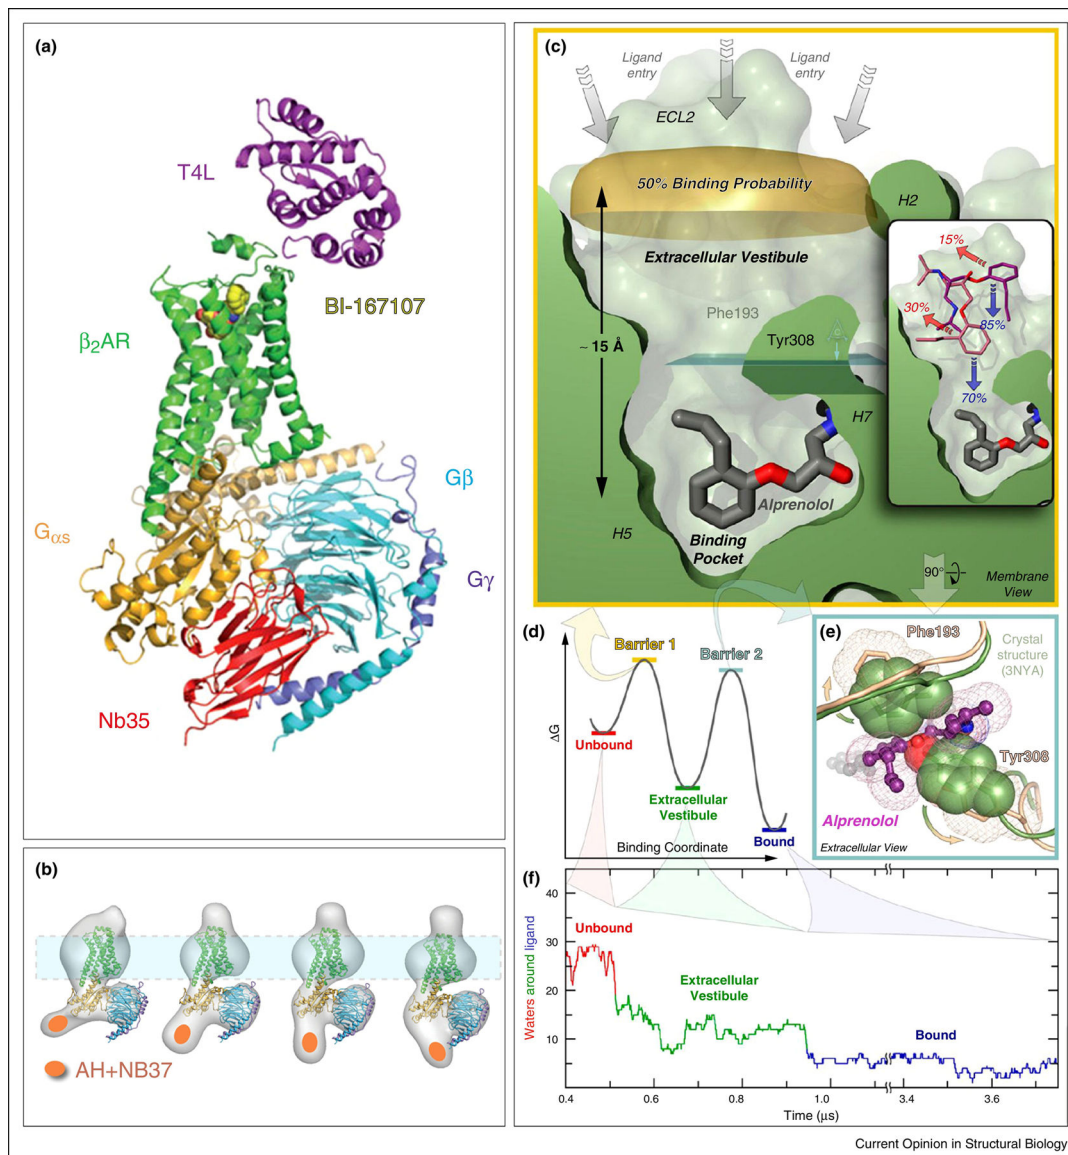 (a)
T4L
BI-167107
β2AR
Gβ
Gαs
Gγ
Nb35
(b)
AH+NB37
(c)
Ligand
entry
Ligand
entry
ECL2
50% Binding Probability
H2
Extracellular Vestibule
15%
Phe193
30%
85%
~ 15 Å
Tyr308
70%
H7
Alprenolol
H5
Binding
Pocket
90°
Membrane
View
(d)
Barrier 1
Barrier 2
ΔG
Unbound
Extracellular
Vestibule
Bound
Binding Coordinate
(e)
Phe193
Crystal
structure
(3NYA)
Tyr308
Alprenolol
Extracellular View
(f)
Waters around ligand
40
30
20
10
Unbound
Extracellular
Vestibule
Bound
0.4 0.6 0.8 1.0 3.4 3.6
Time (μs)
Current Opinion in Structural Biology